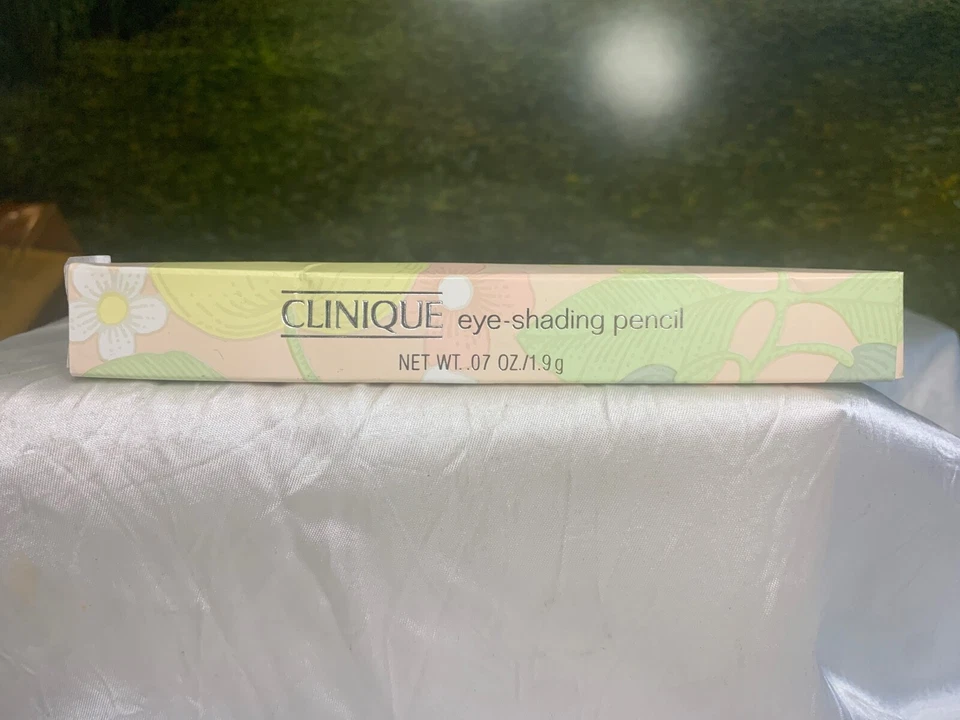 CLINIQUE eye-shading pencil
NET WT. .07 OZ./1.9 g